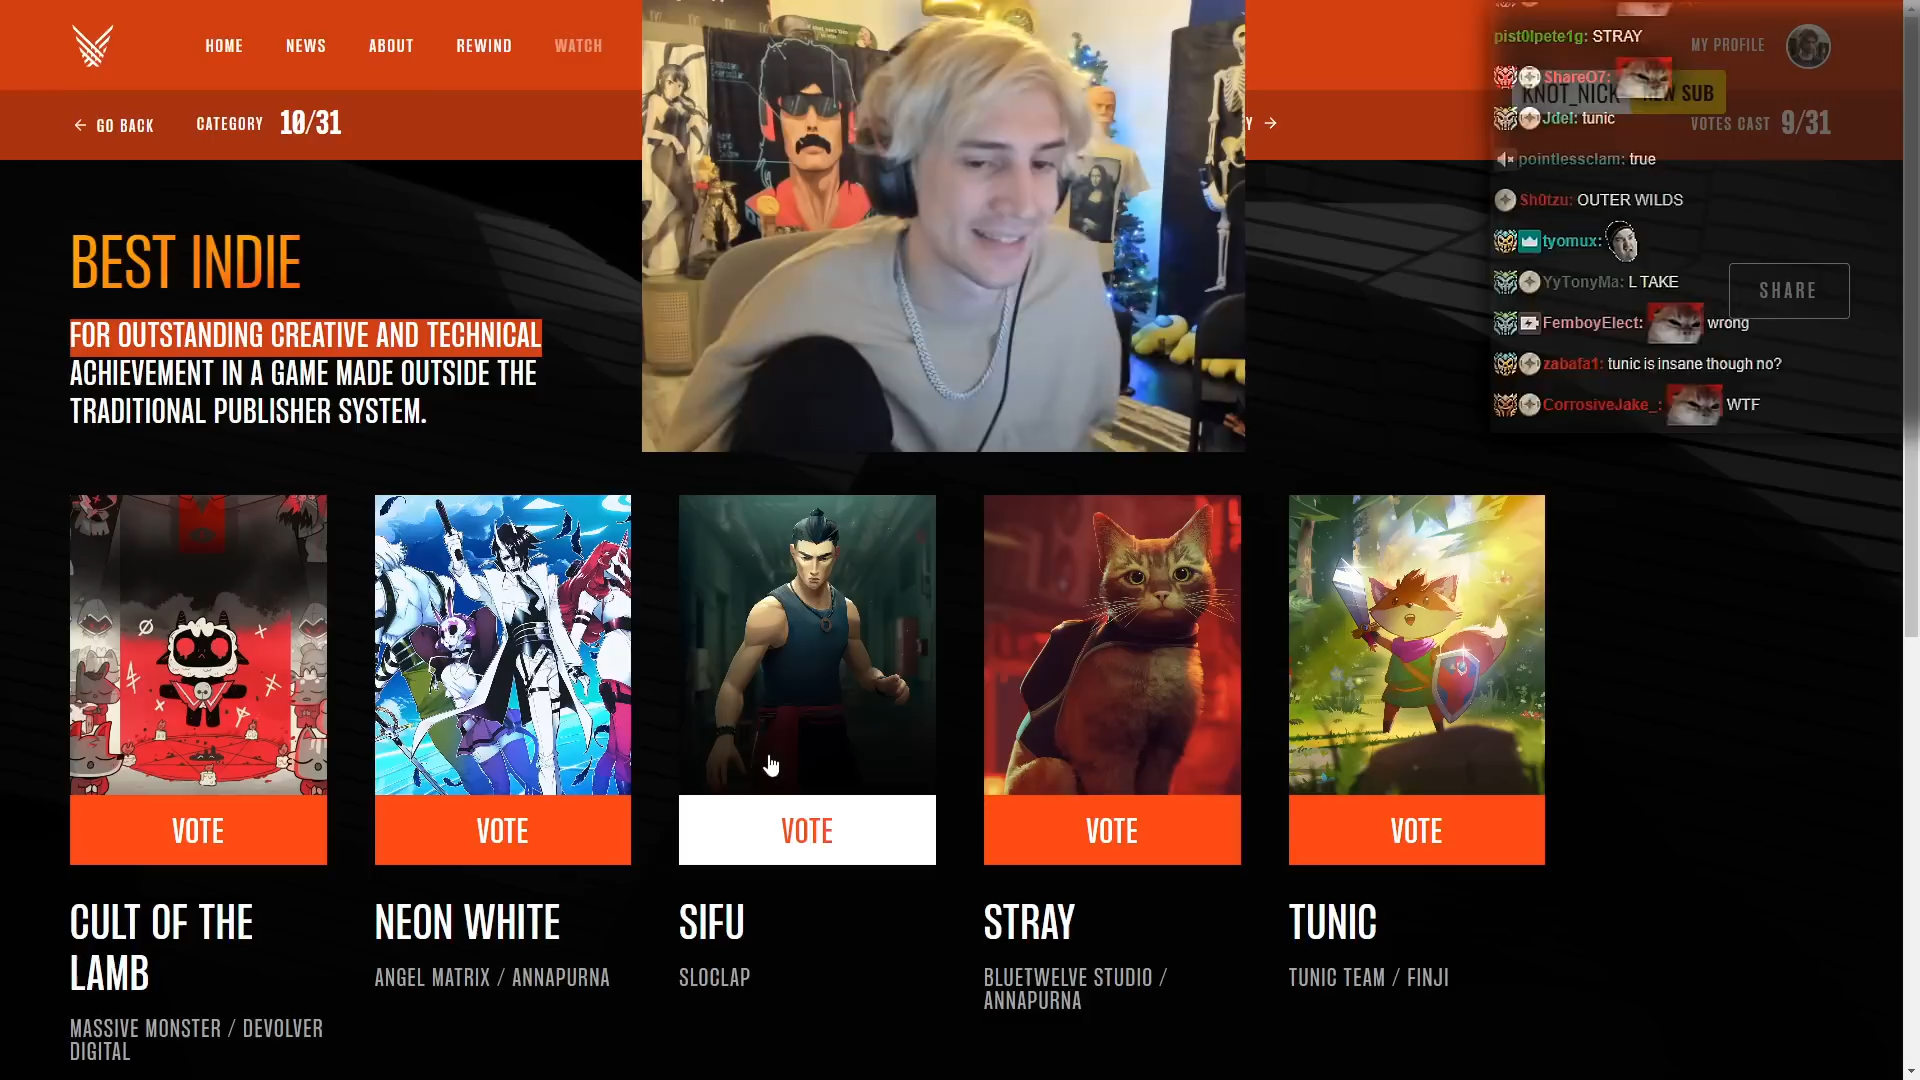 HOME
NEWS
ABOUT
REWIND
WATCH
MY PROFILE
GO BACK
CATEGORY 10/31
Y
VOTES CAST 9/31
BEST INDIE
FOR OUTSTANDING CREATIVE AND TECHNICAL
ACHIEVEMENT IN A GAME MADE OUTSIDE THE
TRADITIONAL PUBLISHER SYSTEM.
SHARE
pist0lpete1g: STRAY
ShareO7:
KNOT_NICK
SUB
Jdel: tunic
pointlessclam: true
Sh0tzu: OUTER WILDS
tyomux:
YyTonyMa: L TAKE
FemboyElect: wrong
zabafa1: tunic is insane though no?
CorrosiveJake_: WTF
VOTE
VOTE
VOTE
VOTE
VOTE
CULT OF THE
LAMB
MASSIVE MONSTER / DEVOLVER
DIGITAL
NEON WHITE
ANGEL MATRIX / ANNAPURNA
SIFU
SLOCLAP
STRAY
BLUETWELVE STUDIO /
ANNAPURNA
TUNIC
TUNIC TEAM / FINJI